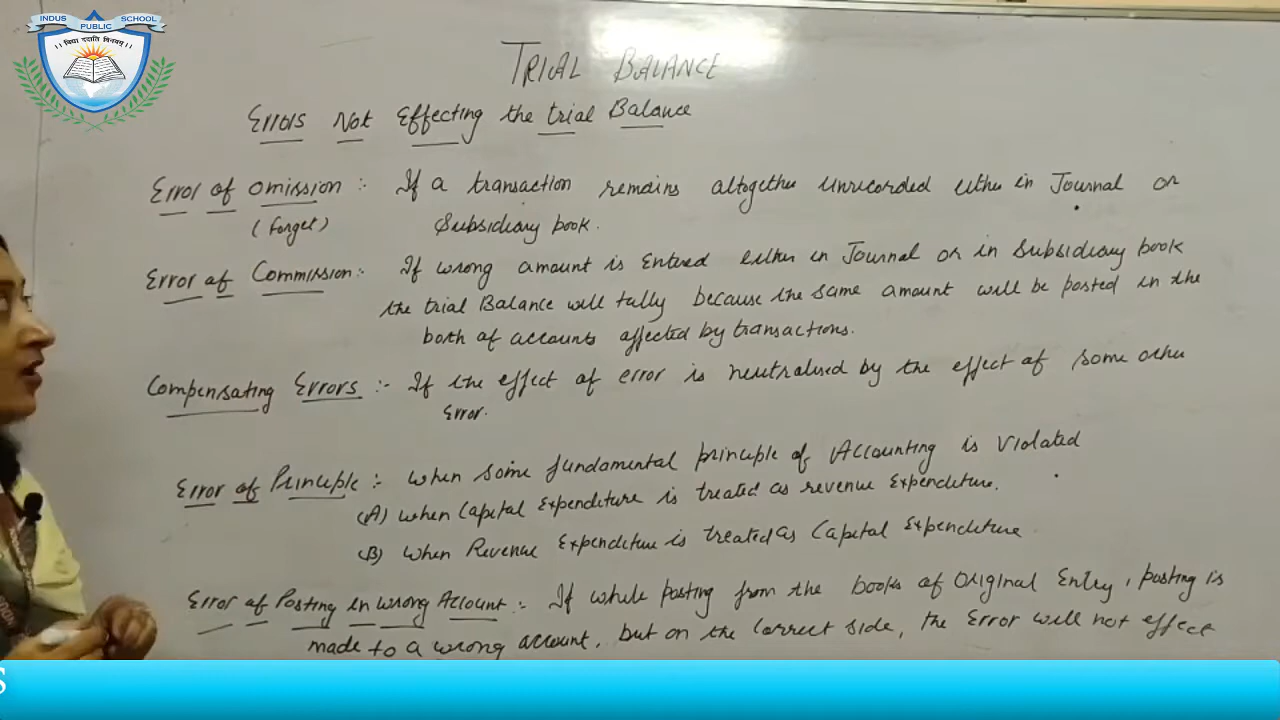 INDUS PUBLIC SCHOOL
।। विद्या ददाति विनयम् ।।
TRIAL BALANCE
Errors Not Effecting the trial Balance
Error of omission :- If a transaction remains altogether unrecorded either in Journal or
(Forget) Subsidiary book.
Error of Commission :- If wrong amount is Entered either in Journal or in Subsidiary book
the trial Balance will tally because the same amount will be posted in the
both of accounts affected by transactions.
Compensating Errors :- If the effect of error is neutralised by the effect of some other
Error.
Error of Principle :- when some fundamental principle of Accounting is Violated
(A) when Capital Expenditure is treated as revenue Expenditure.
(B) when Revenue Expenditure is treated as Capital Expenditure
Error of Posting in wrong Account :- If while posting from the books of Original Entry, posting is
made to a wrong account, but on the correct side, the Error will not effect
S